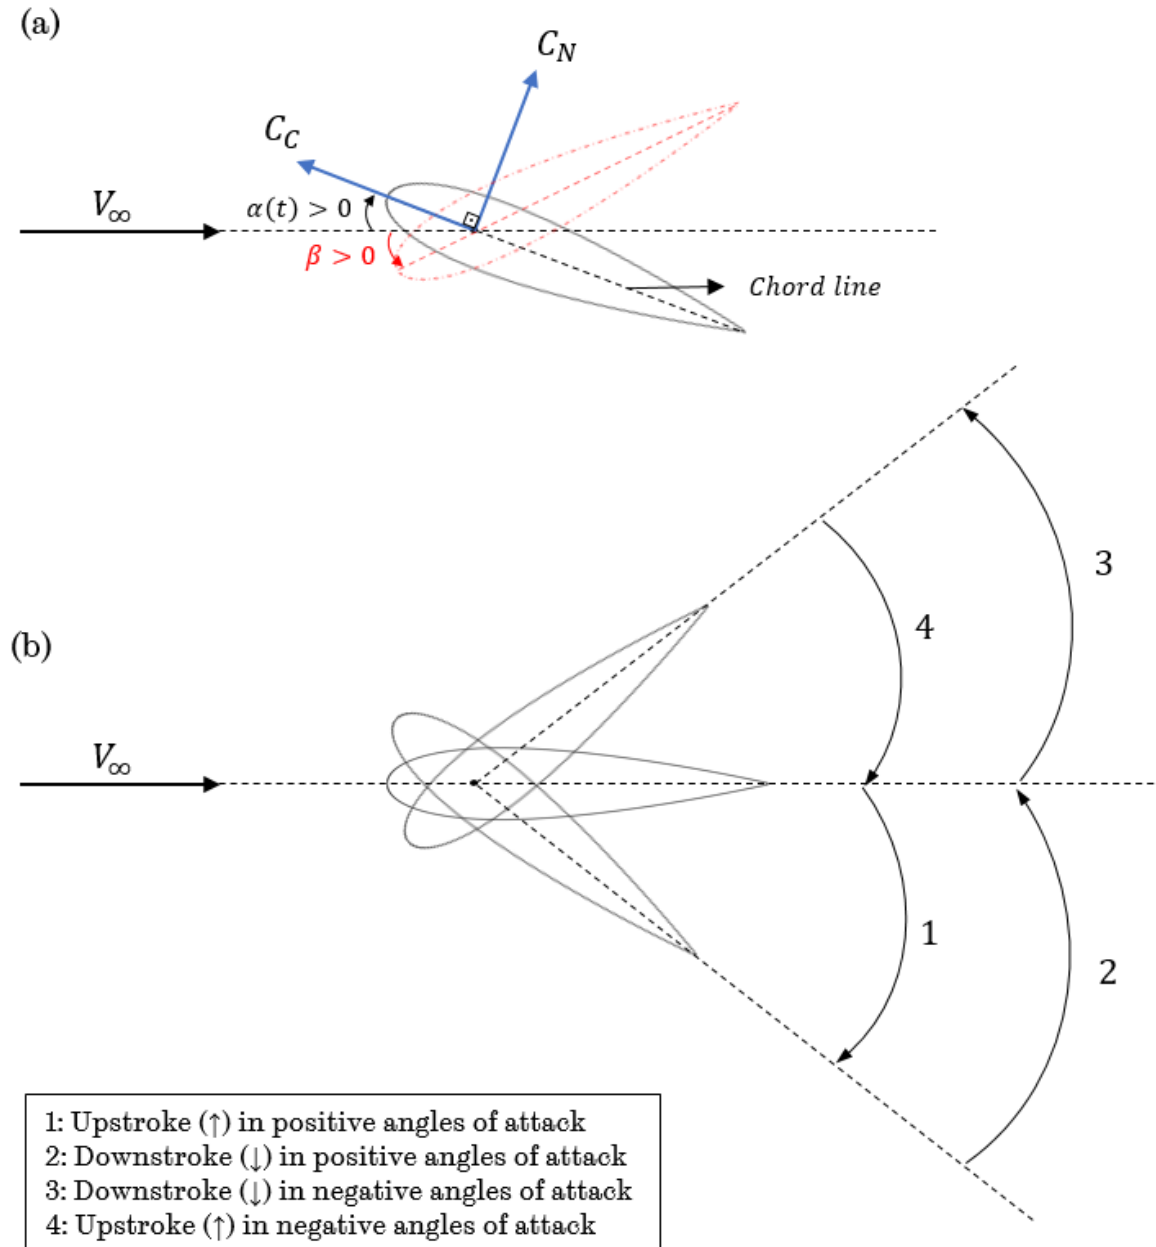 (a)
C_N
C_C
V_∞
α(t) > 0
β > 0
Chord line
3
4
(b)
V_∞
1
2
1: Upstroke (↑) in positive angles of attack
2: Downstroke (↓) in positive angles of attack
3: Downstroke (↓) in negative angles of attack
4: Upstroke (↑) in negative angles of attack